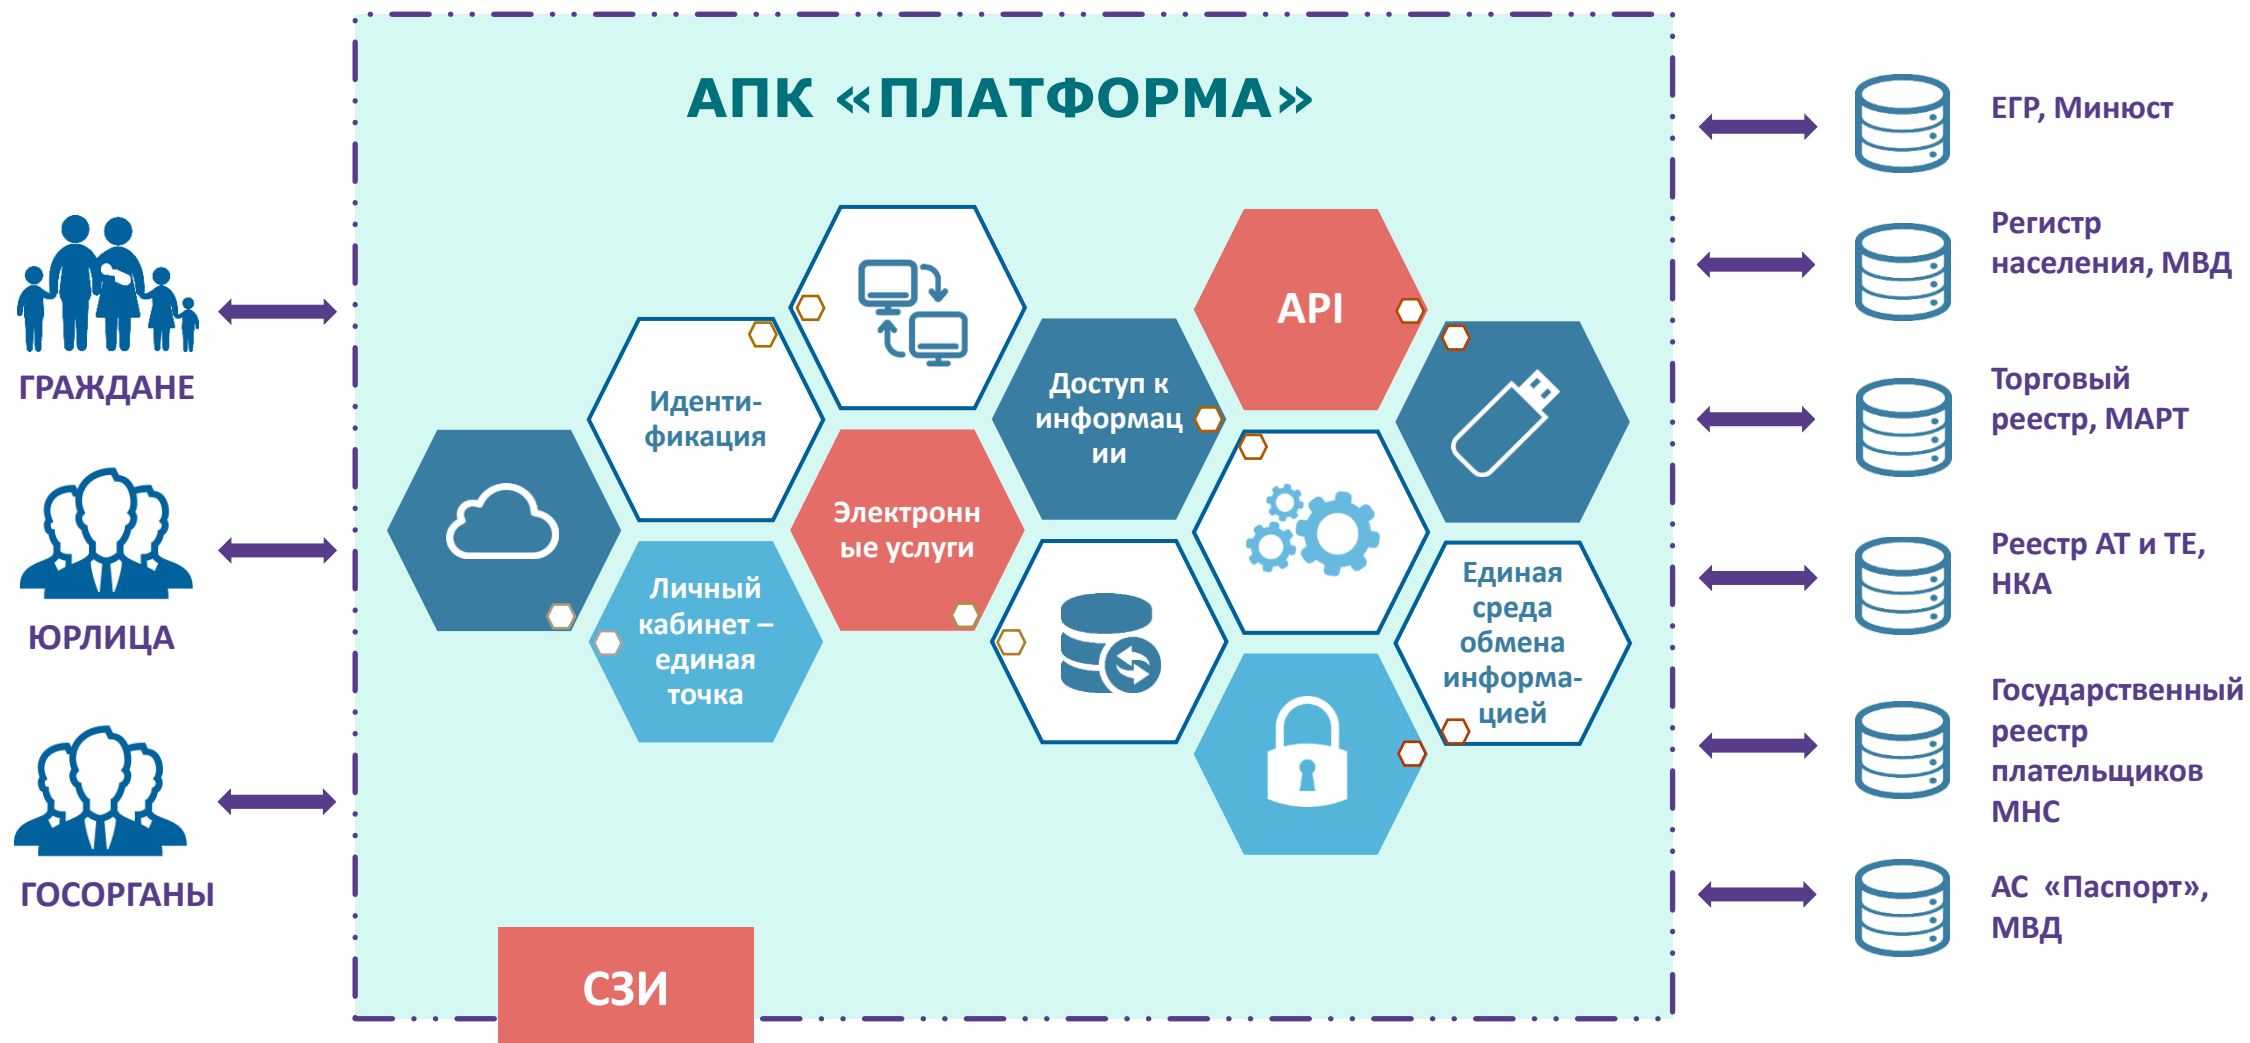 АПК «ПЛАТФОРМА»
ГРАЖДАНЕ
ЮРЛИЦА
ГОСОРГАНЫ
Иденти-
фикация
Личный
кабинет –
единая
точка
Электронн
ые услуги
Доступ к
информац
ии
API
Единая
среда
обмена
информа-
цией
СЗИ
ЕГР, Минюст
Регистр
населения, МВД
Торговый
реестр, МАРТ
Реестр АТ и ТЕ,
НКА
Государственный
реестр
плательщиков
МНС
АС «Паспорт»,
МВД